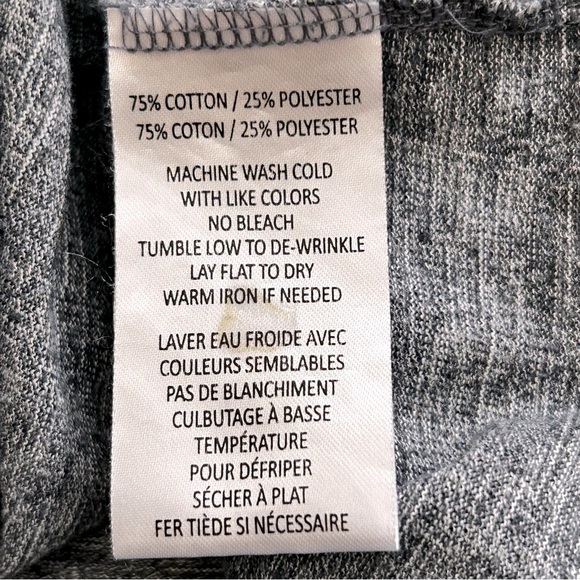 75% COTTON / 25% POLYESTER
75% COTON / 25% POLYESTER
MACHINE WASH COLD
WITH LIKE COLORS
NO BLEACH
TUMBLE LOW TO DE-WRINKLE
LAY FLAT TO DRY
WARM IRON IF NEEDED
LAVER EAU FROIDE AVEC
COULEURS SEMBLABLES
PAS DE BLANCHIMENT
CULBUTAGE À BASSE
TEMPÉRATURE
POUR DÉFRIPER
SÉCHER À PLAT
FER TIÈDE SI NÉCESSAIRE